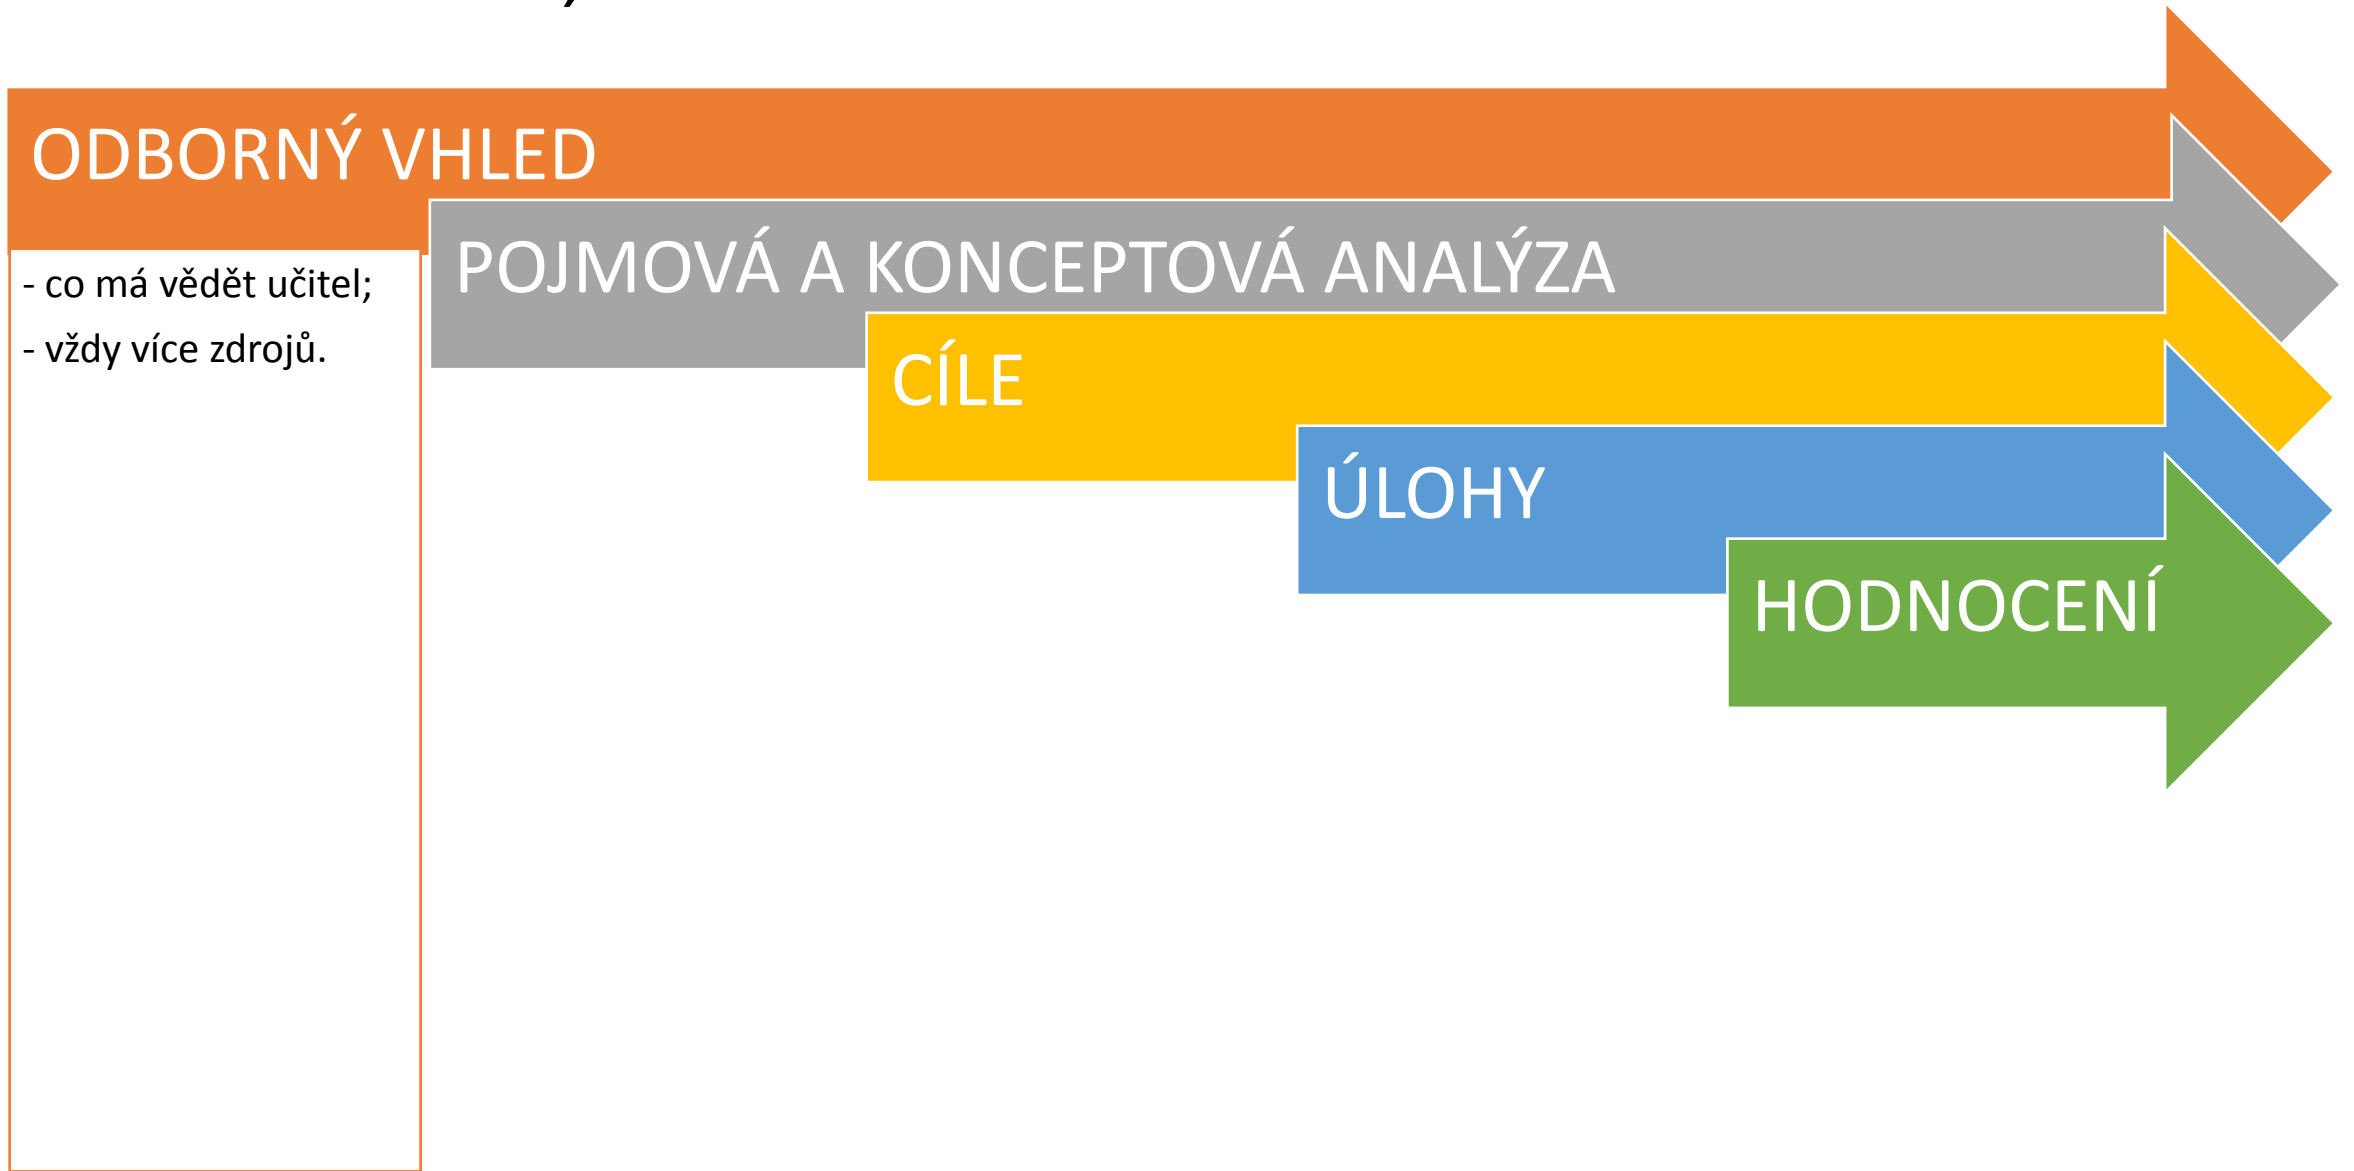 ODBORNÝ VHLED
POJMOVÁ A KONCEPTOVÁ ANALÝZA
- co má vědět učitel;
- vždy více zdrojů.
CÍLE
ÚLOHY
HODNOCENÍ